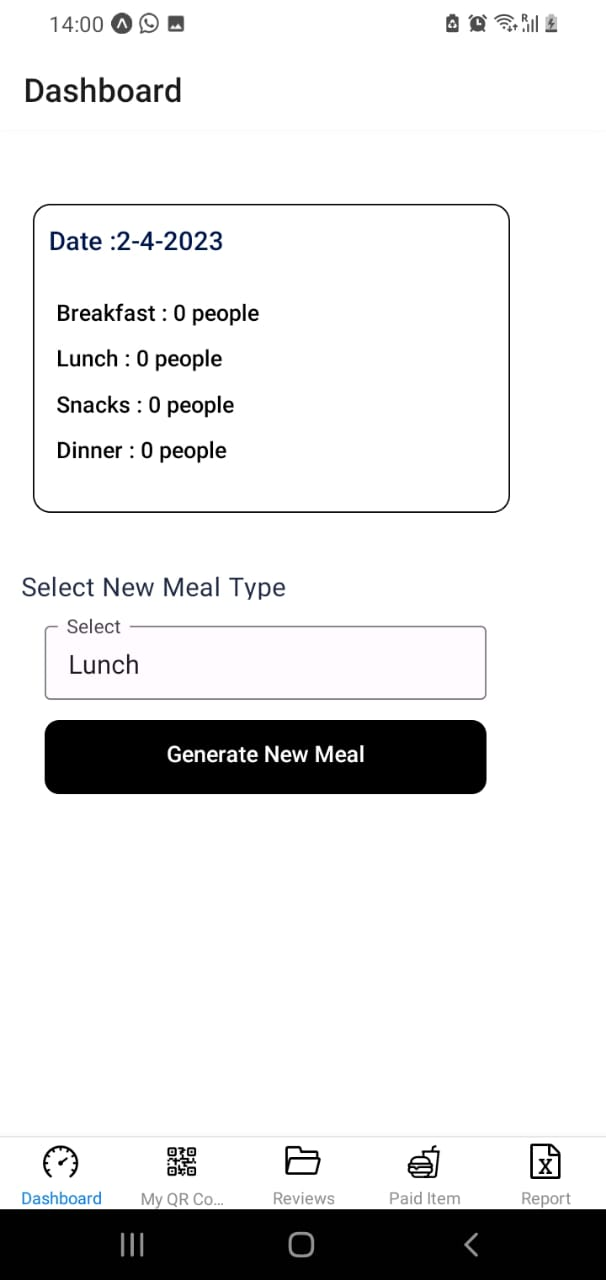 14:00
Dashboard
Date :2-4-2023
Breakfast : 0 people
Lunch : 0 people
Snacks : 0 people
Dinner : 0 people
Select New Meal Type
Select
Lunch
Generate New Meal
Dashboard My QR Co... Reviews Paid Item Report